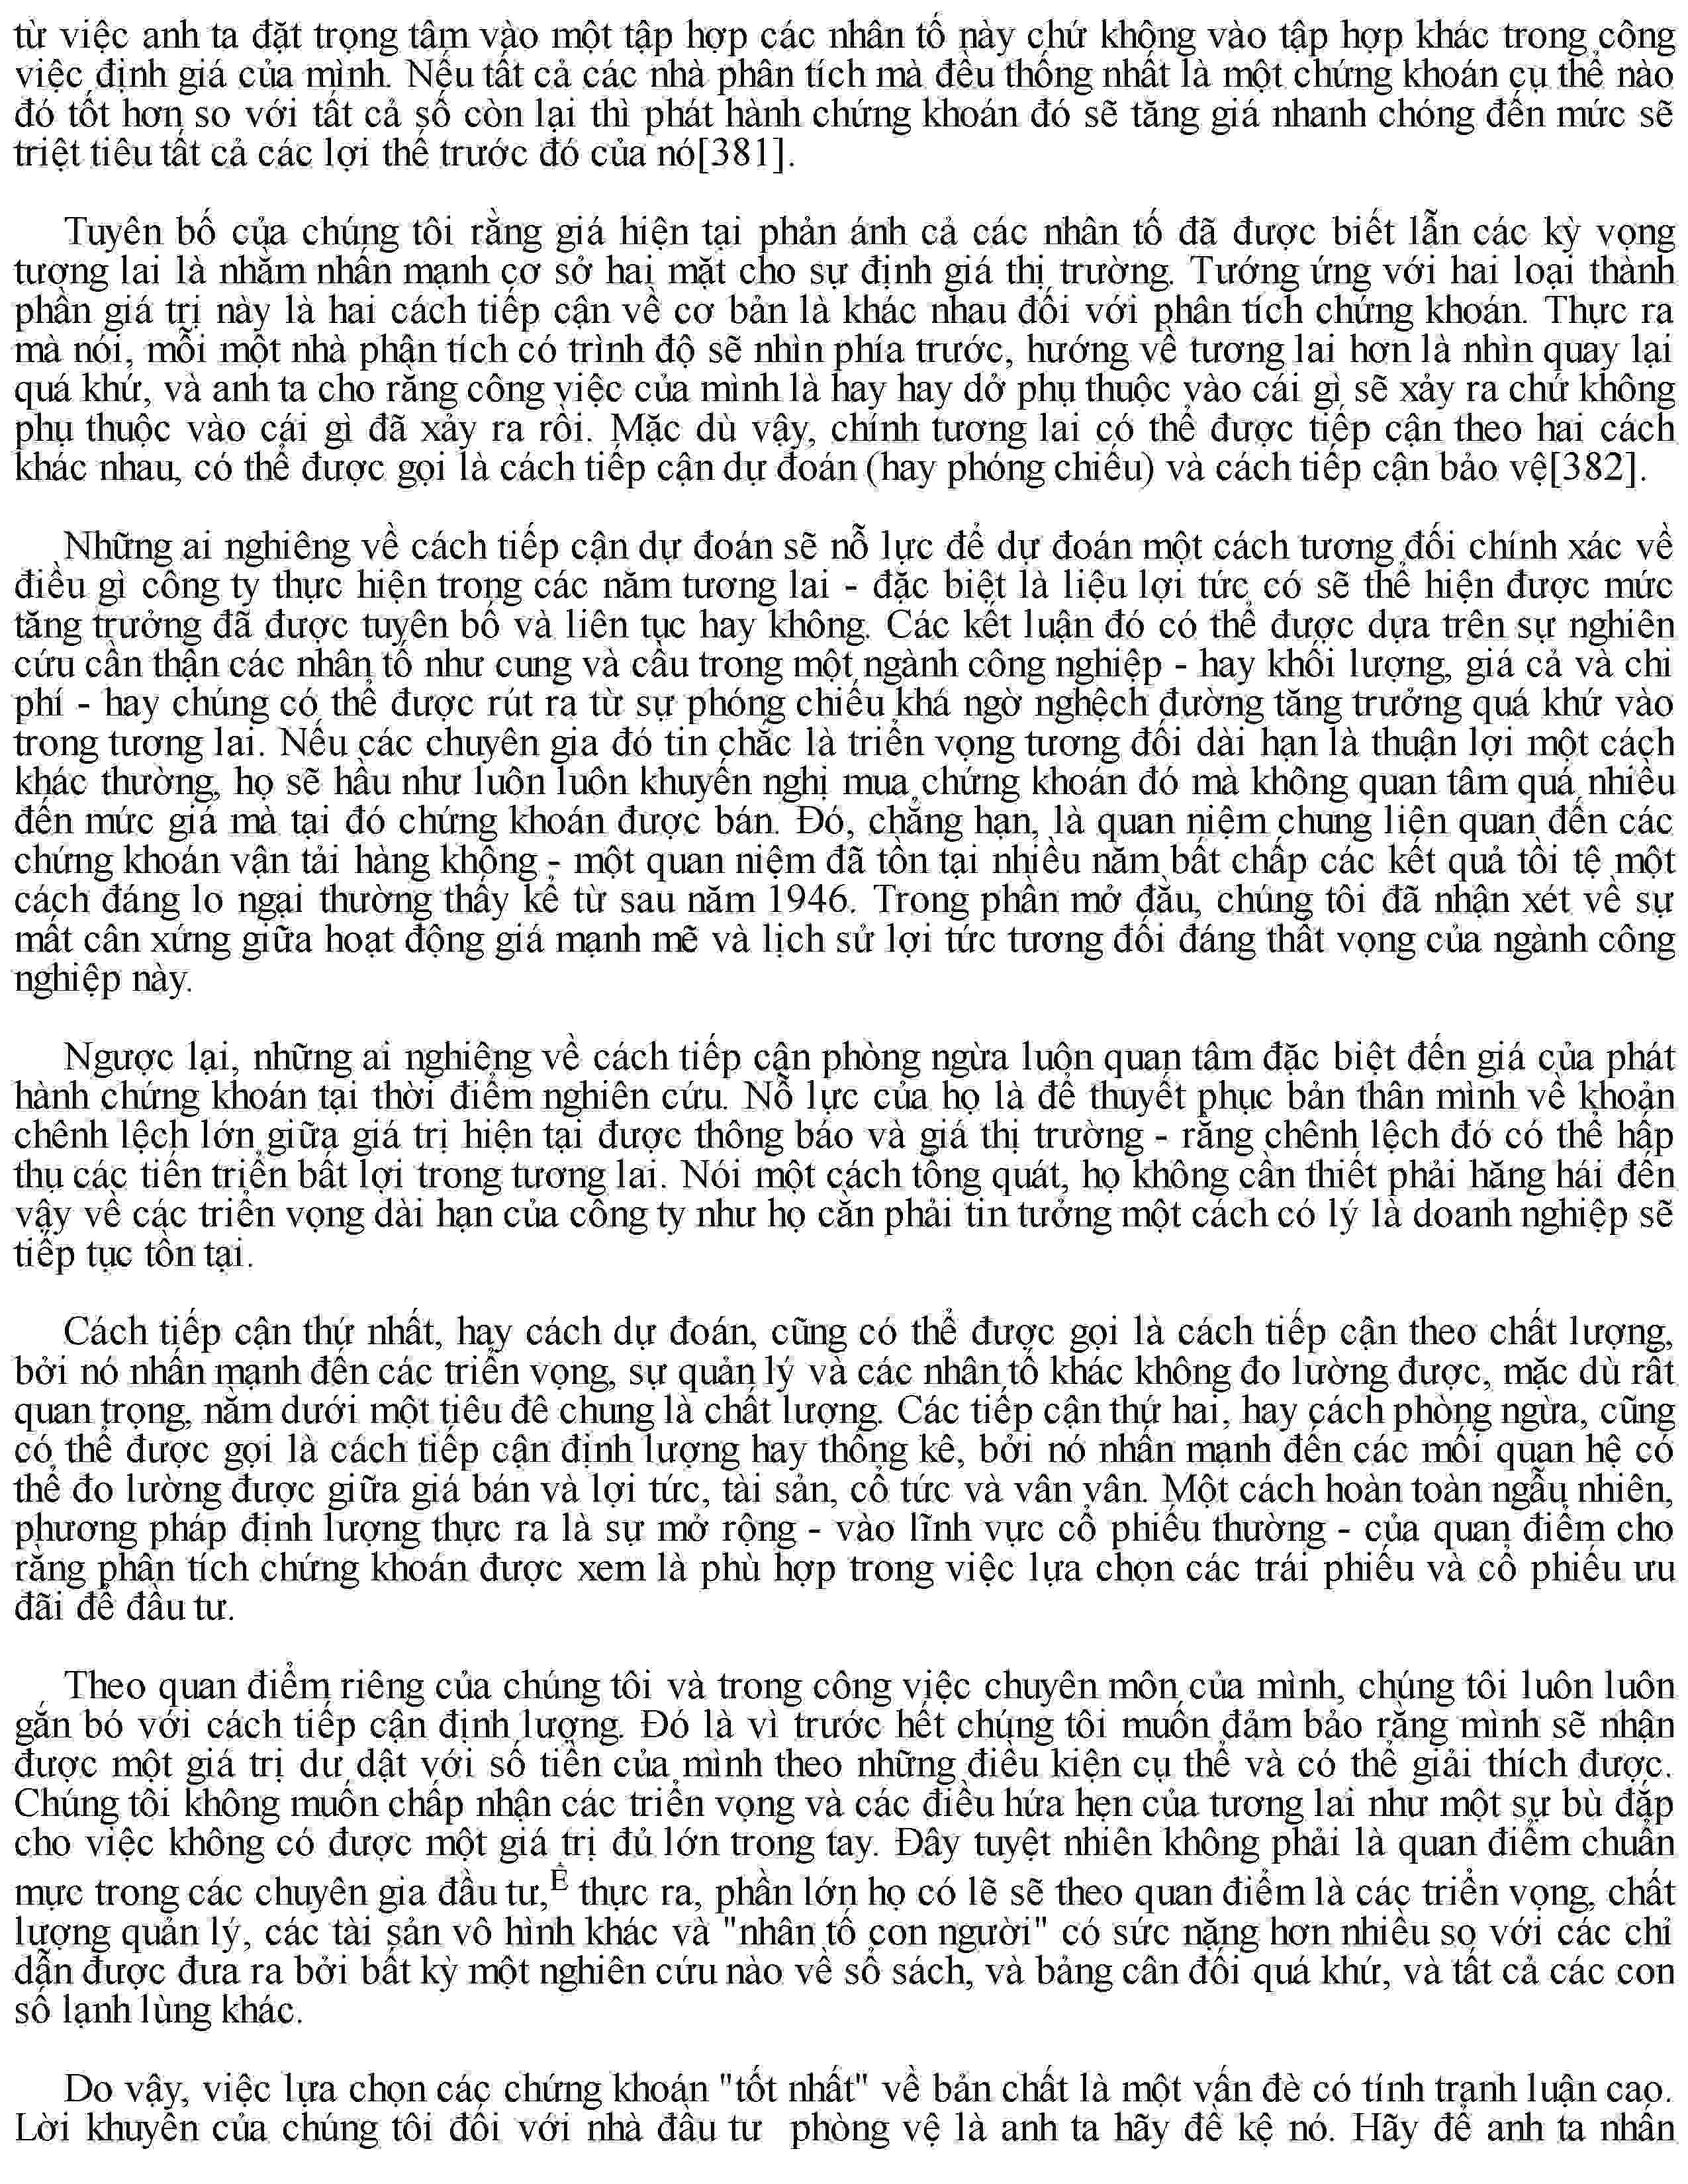 từ việc anh ta đặt trọng tâm vào một tập hợp các nhân tố này chứ không vào tập hợp khác trong công
việc định giá của mình. Nếu tất cả các nhà phân tích mà đều thống nhất là một chứng khoán cụ thể nào
đó tốt hơn so với tất cả số còn lại thì phát hành chứng khoán đó sẽ tăng giá nhanh chóng đến mức sẽ
triệt tiêu tất cả các lợi thế trước đó của nó[381].
Tuyên bố của chúng tôi rằng giá hiện tại phản ánh cả các nhân tố đã được biết lẫn các kỳ vọng
tượng lai là nhằm nhấn mạnh cơ sở hai mặt cho sự định giá thị trường. Tướng ứng với hai loại thành
phần giá trị này là hai cách tiếp cận về cơ bản là khác nhau đối với phân tích chứng khoán. Thực ra
mà nói, mỗi một nhà phận tích có trình độ sẽ nhìn phía trước, hướng về tương lai hơn là nhìn quay lại
quá khứ, và anh ta cho rằng công việc của mình là hay hay dở phụ thuộc vào cái gì sẽ xảy ra chứ không
phụ thuộc vào cái gì đã xảy ra rồi. Mặc dù vậy, chính tương lai có thể được tiếp cận theo hai cách
khác nhau, có thể được gọi là cách tiếp cận dự đoán (hay phóng chiếu) và cách tiếp cận bảo vệ[382].
Những ai nghiêng về cách tiếp cận dự đoán sẽ nỗ lực để dự đoán một cách tương đối chính xác về
điều gì công ty thực hiện trong các năm tương lai - đặc biệt là liệu lợi tức có sẽ thể hiện được mức
tăng trưởng đã được tuyên bố và liên tục hay không. Các kết luận đó có thể được dựa trên sự nghiên
cứu cẩn thận các nhân tố như cung và cầu trong một ngành công nghiệp - hay khối lượng, giá cả và chi
phí - hay chúng có thể được rút ra từ sự phóng chiếu khá ngờ nghệch đường tăng trưởng quá khứ vào
trong tương lai. Nếu các chuyên gia đó tin chắc là triển vọng tương đối dài hạn là thuận lợi một cách
khác thường, họ sẽ hầu như luôn luôn khuyến nghị mua chứng khoán đó mà không quan tâm quá nhiều
đến mức giá mà tại đó chứng khoán được bán. Đó, chẳng hạn, là quan niệm chung liên quan đến các
chứng khoán vận tải hàng không - một quan niệm đã tồn tại nhiều năm bất chấp các kết quả tồi tệ một
cách đáng lo ngại thường thấy kể từ sau năm 1946. Trong phần mở đầu, chúng tôi đã nhận xét về sự
mất cân xứng giữa hoạt động giá mạnh mẽ và lịch sử lợi tức tương đối đáng thất vọng của ngành công
nghiệp này.
Ngược lại, những ai nghiêng về cách tiếp cận phòng ngừa luôn quan tâm đặc biệt đến giá của phát
hành chứng khoán tại thời điểm nghiên cứu. Nỗ lực của họ là để thuyết phục bản thân mình về khoản
chênh lệch lớn giữa giá trị hiện tại được thông báo và giá thị trường - rằng chênh lệch đó có thể hấp
thụ các tiến triển bất lợi trong tương lai. Nói một cách tổng quát, họ không cần thiết phải hăng hái đến
vậy về các triển vọng dài hạn của công ty như họ cần phải tin tưởng một cách có lý là doanh nghiệp sẽ
tiếp tục tồn tại.
Cách tiếp cận thứ nhất, hay cách dự đoán, cũng có thể được gọi là cách tiếp cận theo chất lượng,
bởi nó nhấn mạnh đến các triển vọng, sự quản lý và các nhân tố khác không đo lường được, mặc dù rất
quan trọng, nằm dưới một tiêu đê chung là chất lượng. Các tiếp cận thứ hai, hay cách phòng ngừa, cũng
có thể được gọi là cách tiếp cận định lượng hay thống kê, bởi nó nhấn mạnh đến các mối quan hệ có
thể đo lường được giữa giá bán và lợi tức, tài sản, cổ tức và vân vân. Một cách hoàn toàn ngẫu nhiên,
phương pháp định lượng thực ra là sự mở rộng - vào lĩnh vực cổ phiếu thường - của quan điểm cho
rằng phân tích chứng khoán được xem là phù hợp trong việc lựa chọn các trái phiếu và cổ phiếu ưu
đãi để đầu tư.
Theo quan điểm riêng của chúng tôi và trong công việc chuyên môn của mình, chúng tôi luôn luôn
gắn bó với cách tiếp cận định lượng. Đó là vì trước hết chúng tôi muốn đảm bảo rằng mình sẽ nhận
được một giá trị dư dật với số tiền của mình theo những điều kiện cụ thể và có thể giải thích được.
Chúng tôi không muốn chấp nhận các triển vọng và các điều hứa hẹn của tương lai như một sự bù đắp
cho việc không có được một giá trị đủ lớn trong tay. Đây tuyệt nhiên không phải là quan điểm chuẩn
mực trong các chuyên gia đầu tư,Ê thực ra, phần lớn họ có lẽ sẽ theo quan điểm là các triển vọng, chất
lượng quản lý, các tài sản vô hình khác và "nhân tố con người" có sức nặng hơn nhiều so với các chỉ
dẫn được đưa ra bởi bất kỳ một nghiên cứu nào về sổ sách, và bảng cân đối quá khứ, và tất cả các con
số lạnh lùng khác.
Do vậy, việc lựa chọn các chứng khoán "tốt nhất" về bản chất là một vấn đè có tính tranh luận cao.
Lời khuyên của chúng tôi đối với nhà đầu tư phòng vệ là anh ta hãy đề kệ nó. Hãy để anh ta nhấn